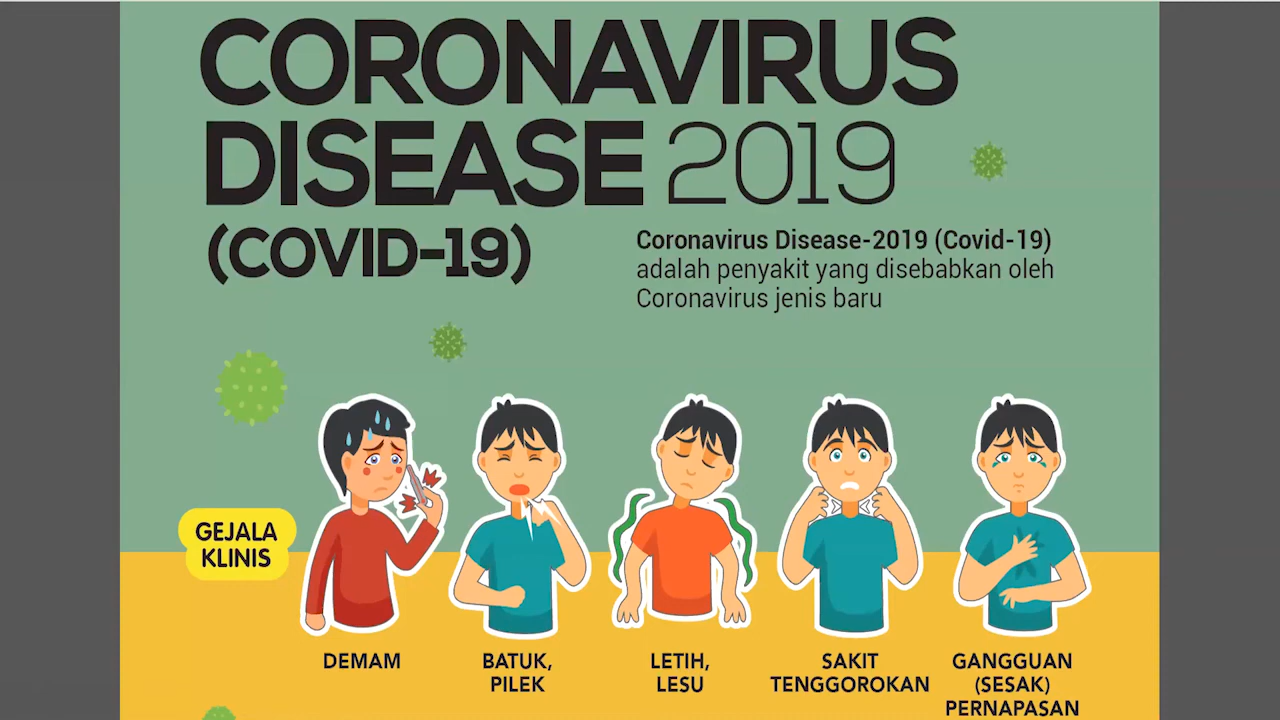 CORONAVIRUS
DISEASE 2019
(COVID-19)
Coronavirus Disease-2019 (Covid-19)
adalah penyakit yang disebabkan oleh
Coronavirus jenis baru
GEJALA
KLINIS
DEMAM
BATUK,
PILEK
LETIH,
LESU
SAKIT
TENGGOROKAN
GANGGUAN
(SESAK)
PERNAPASAN